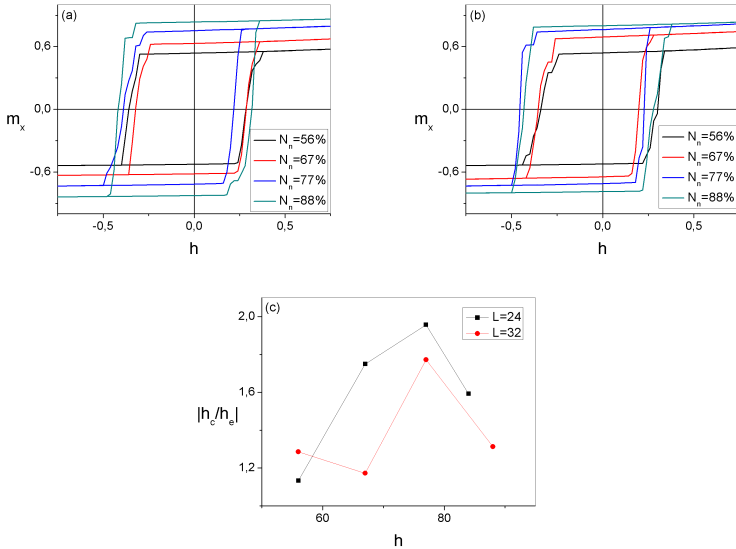 (a)
0,6
0,0
-0,6
m_x
-0,5
0,0
0,5
h
N_n=56%
N_n=67%
N_n=77%
N_n=88%
(b)
0,6
0,0
-0,6
m_x
-0,5
0,0
0,5
h
N_n=56%
N_n=67%
N_n=77%
N_n=88%
(c)
2,0
1,6
1,2
|h_c/h_e|
60
80
h
L=24
L=32